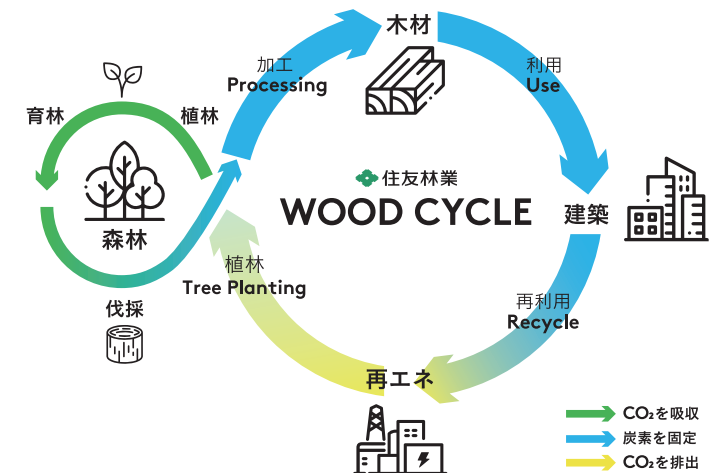 木材
加工
Processing
利用
Use
育林
植林
森林
伐採
住友林業
WOOD CYCLE
建築
植林
Tree Planting
再利用
Recycle
再エネ
CO₂を吸収
炭素を固定
CO₂を排出